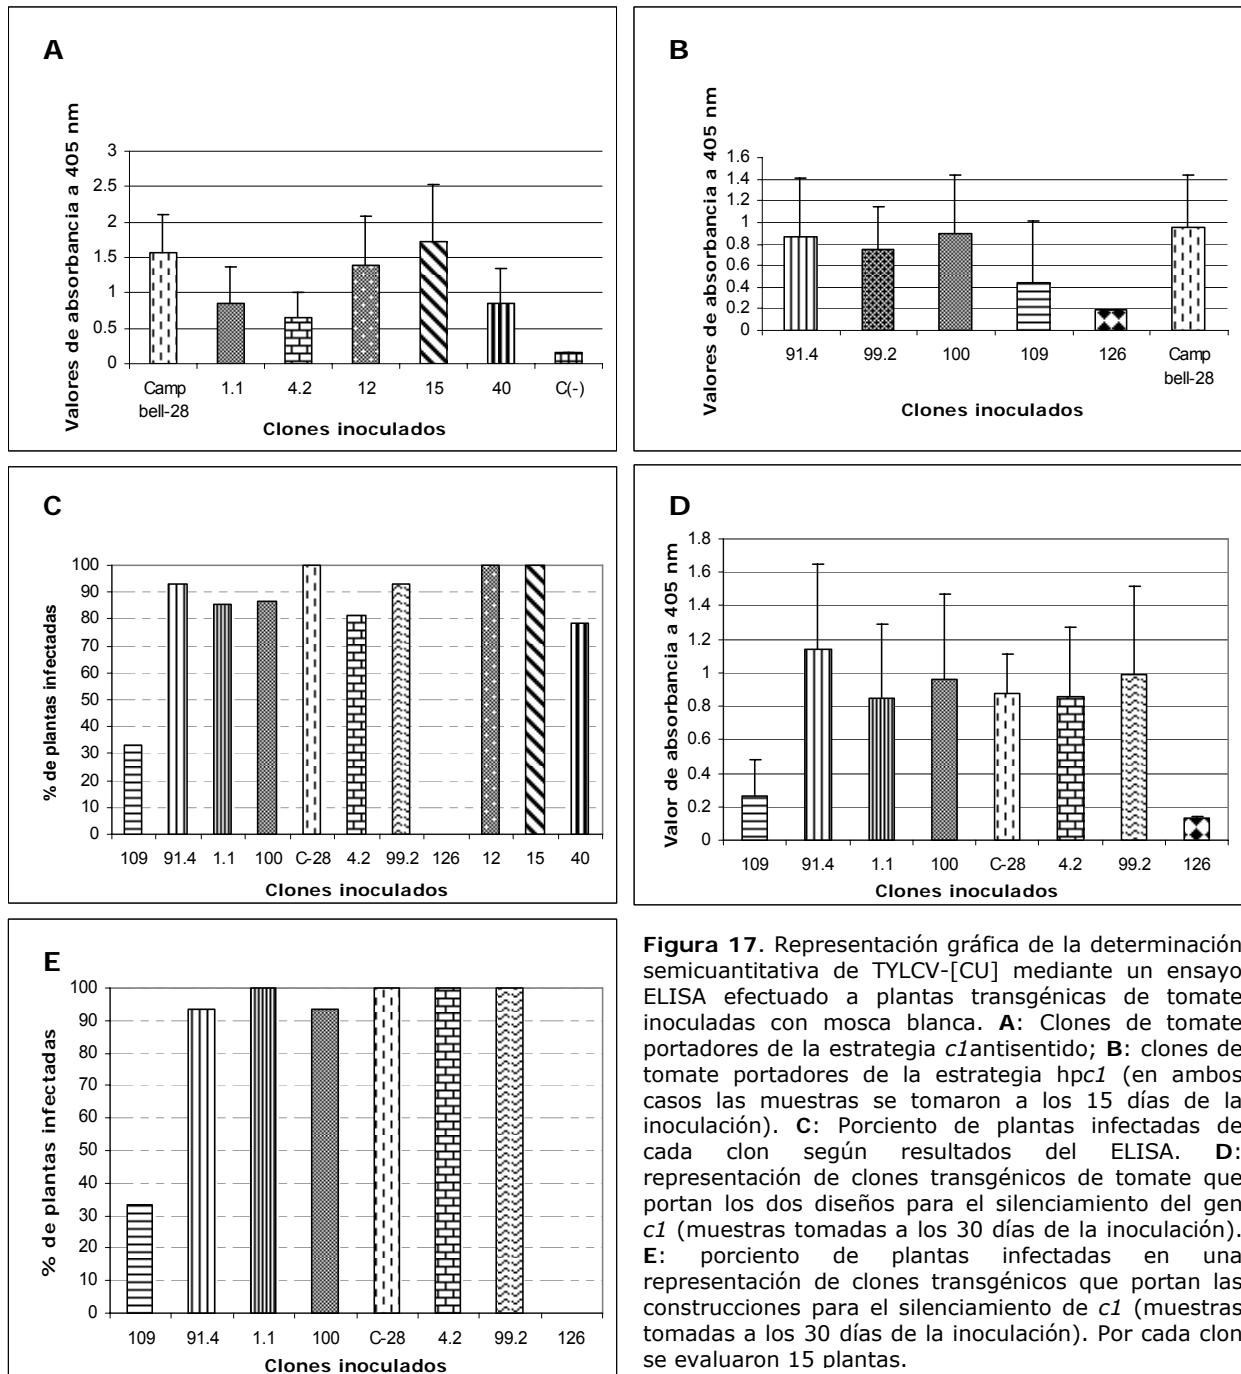 A
Valores de absorbancia a 405 nm
3
2.5
2
1.5
1
0.5
0
Camp bell-28 1.1 4.2 12 15 40 C(-)
Clones inoculados
B
Valores de absorbancia a 405 nm
1.6
1.4
1.2
1
0.8
0.6
0.4
0.2
0
91.4 99.2 100 109 126 Camp bell-28
Clones inoculados
C
% de plantas infectadas
100
90
80
70
60
50
40
30
20
10
0
109 91.4 1.1 100 C-28 4.2 99.2 126 12 15 40
Clones inoculados
D
Valor de absorbancia a 405 nm
1.8
1.6
1.4
1.2
1
0.8
0.6
0.4
0.2
0
109 91.4 1.1 100 C-28 4.2 99.2 126
Clones inoculados
E
% de plantas infectadas
100
90
80
70
60
50
40
30
20
10
0
109 91.4 1.1 100 C-28 4.2 99.2 126
Clones inoculados
Figura 17. Representación gráfica de la determinación
semicuantitativa de TYLCV-[CU] mediante un ensayo
ELISA efectuado a plantas transgénicas de tomate
inoculadas con mosca blanca. A: Clones de tomate
portadores de la estrategia c1antisentido; B: clones de
tomate portadores de la estrategia hpc1 (en ambos
casos las muestras se tomaron a los 15 días de la
inoculación). C: Porciento de plantas infectadas de
cada clon según resultados del ELISA. D:
representación de clones transgénicos de tomate que
portan los dos diseños para el silenciamiento del gen
c1 (muestras tomadas a los 30 días de la inoculación).
E: porciento de plantas infectadas en una
representación de clones transgénicos que portan las
construcciones para el silenciamiento de c1 (muestras
tomadas a los 30 días de la inoculación). Por cada clon
se evaluaron 15 plantas.